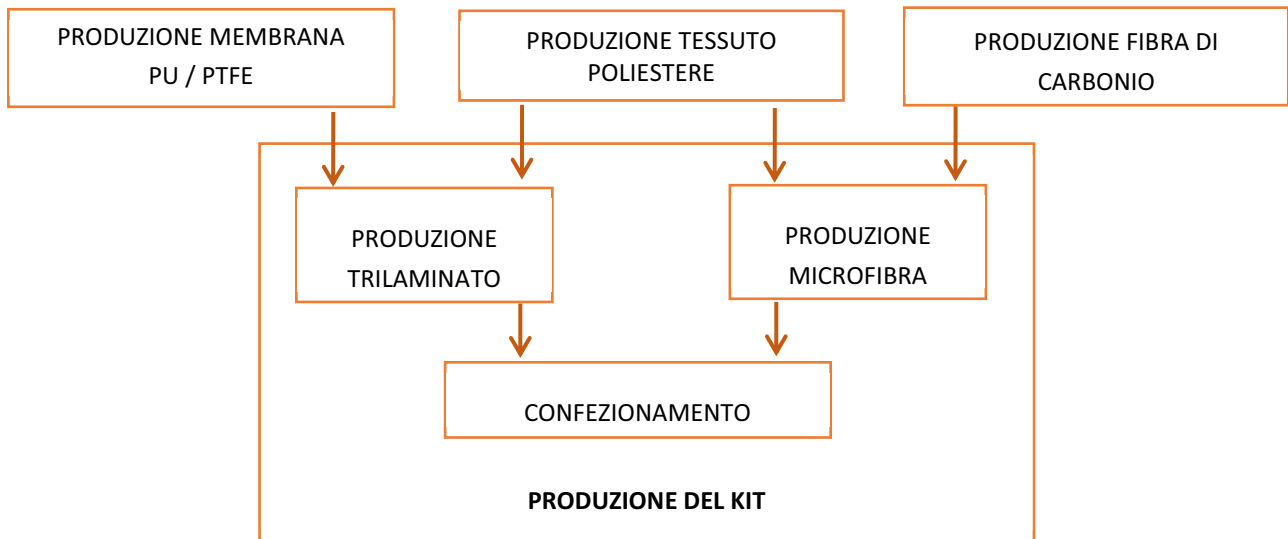 PRODUZIONE MEMBRANA
PU / PTFE
PRODUZIONE TESSUTO
POLIESTERE
PRODUZIONE FIBRA DI
CARBONIO
PRODUZIONE
TRILAMINATO
PRODUZIONE
MICROFIBRA
CONFEZIONAMENTO
PRODUZIONE DEL KIT